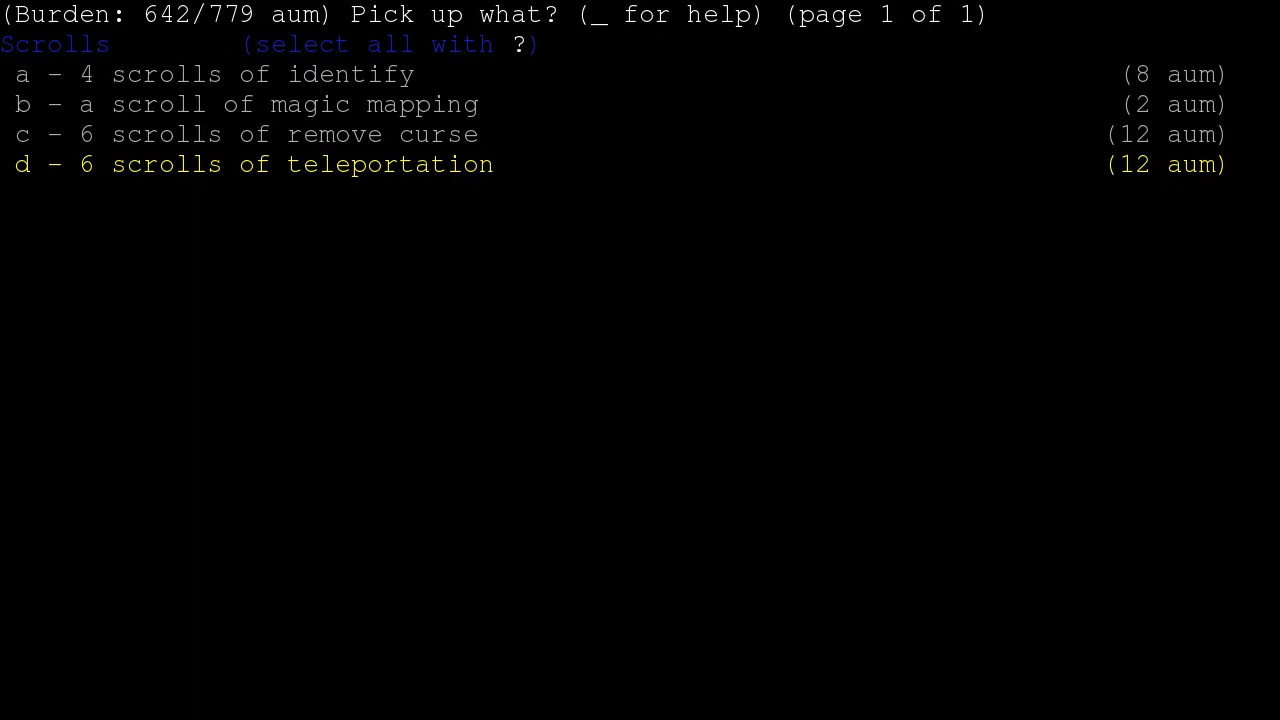 (Burden: 642/779 aum) Pick up what? (_ for help) (page 1 of 1)
Scrolls (select all with ?)
a - 4 scrolls of identify (8 aum)
b - a scroll of magic mapping (2 aum)
c - 6 scrolls of remove curse (12 aum)
d - 6 scrolls of teleportation (12 aum)